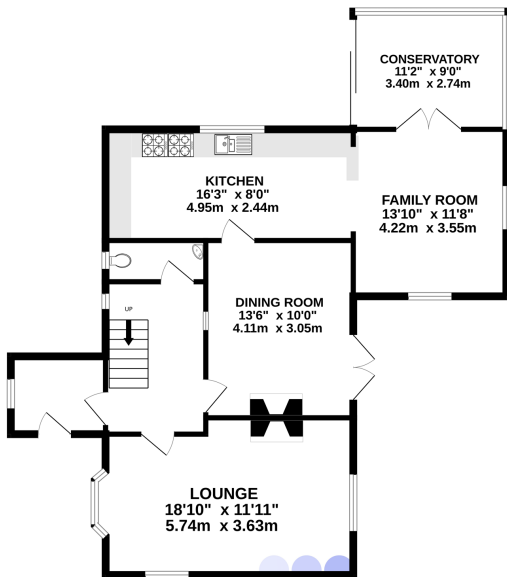 CONSERVATORY
11'2" x 9'0"
3.40m x 2.74m
KITCHEN
16'3" x 8'0"
4.95m x 2.44m
FAMILY ROOM
13'10" x 11'8"
4.22m x 3.55m
DINING ROOM
13'6" x 10'0"
4.11m x 3.05m
UP
LOUNGE
18'10" x 11'11"
5.74m x 3.63m